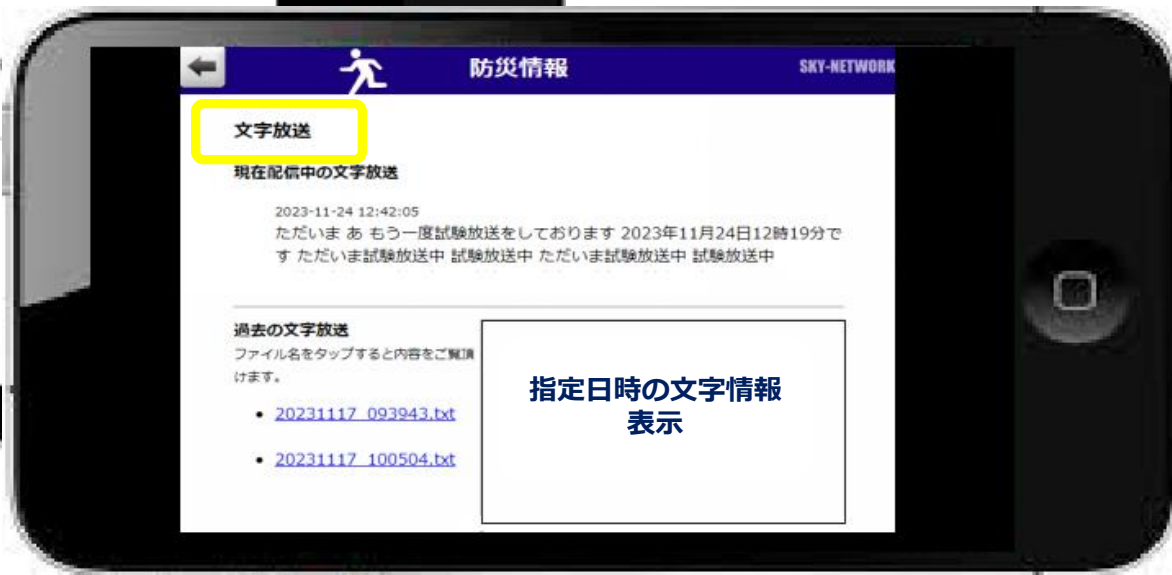 防災情報
SKY-NETWORK
文字放送
現在配信中の文字放送
2023-11-24 12:42:05
ただいま あ もう一度試験放送をしております 2023年11月24日12時19分で
す ただいま試験放送中 試験放送中 ただいま試験放送中 試験放送中
過去の文字放送
ファイル名をタップすると内容をご覧頂
けます。
20231117_093943.txt
20231117_100504.txt
指定日時の文字情報
表示